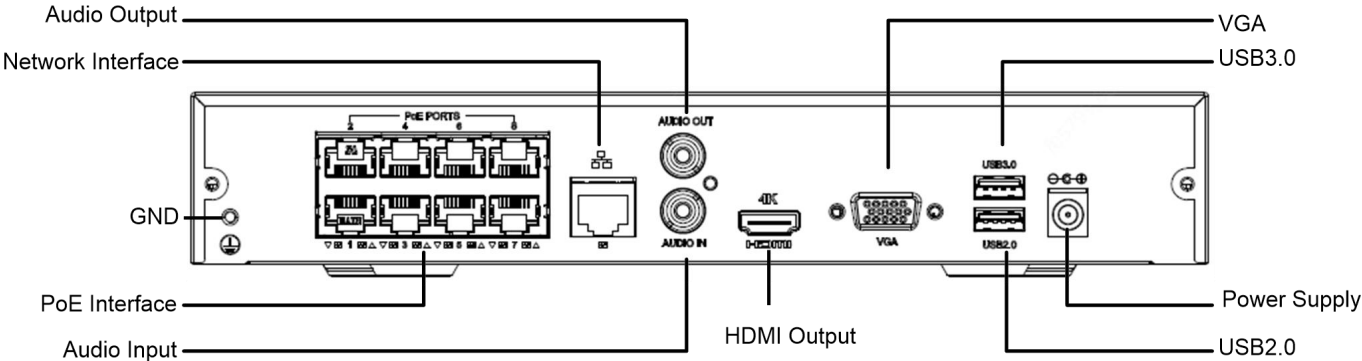 Audio Output
VGA
Network Interface
USB3.0
PoE PORTS
2 4 6 8
AUDIO OUT
USB3.0
4K
GND
1 3 5 7
AUDIO IN
HDMI
VGA
USB2.0
PoE Interface
Power Supply
HDMI Output
Audio Input
USB2.0